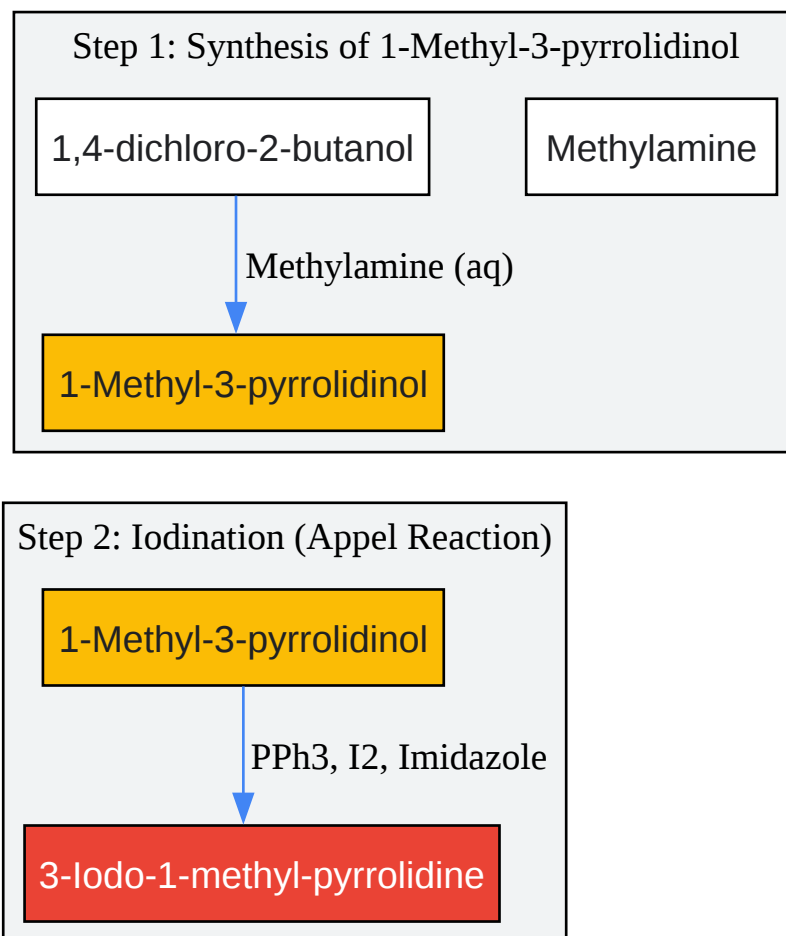 Step 1: Synthesis of 1-Methyl-3-pyrrolidinol
1,4-dichloro-2-butanol
Methylamine
Methylamine (aq)
1-Methyl-3-pyrrolidinol
Step 2: Iodination (Appel Reaction)
1-Methyl-3-pyrrolidinol
PPh3, I2, Imidazole
3-Iodo-1-methyl-pyrrolidine